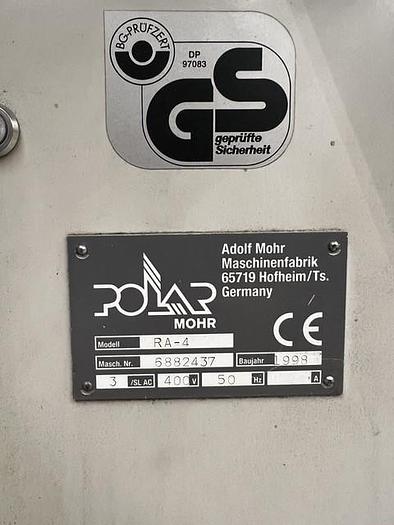 BG-PRÜFZERT
DP
97083
GS
geprüfte
Sicherheit
POLAR
MOHR
Adolf Mohr
Maschinenfabrik
65719 Hofheim/Ts.
Germany
CE
Modell RA-4
Masch. Nr. 6882437 Baujahr 1998
3 /SL AC 400 V 50 Hz A